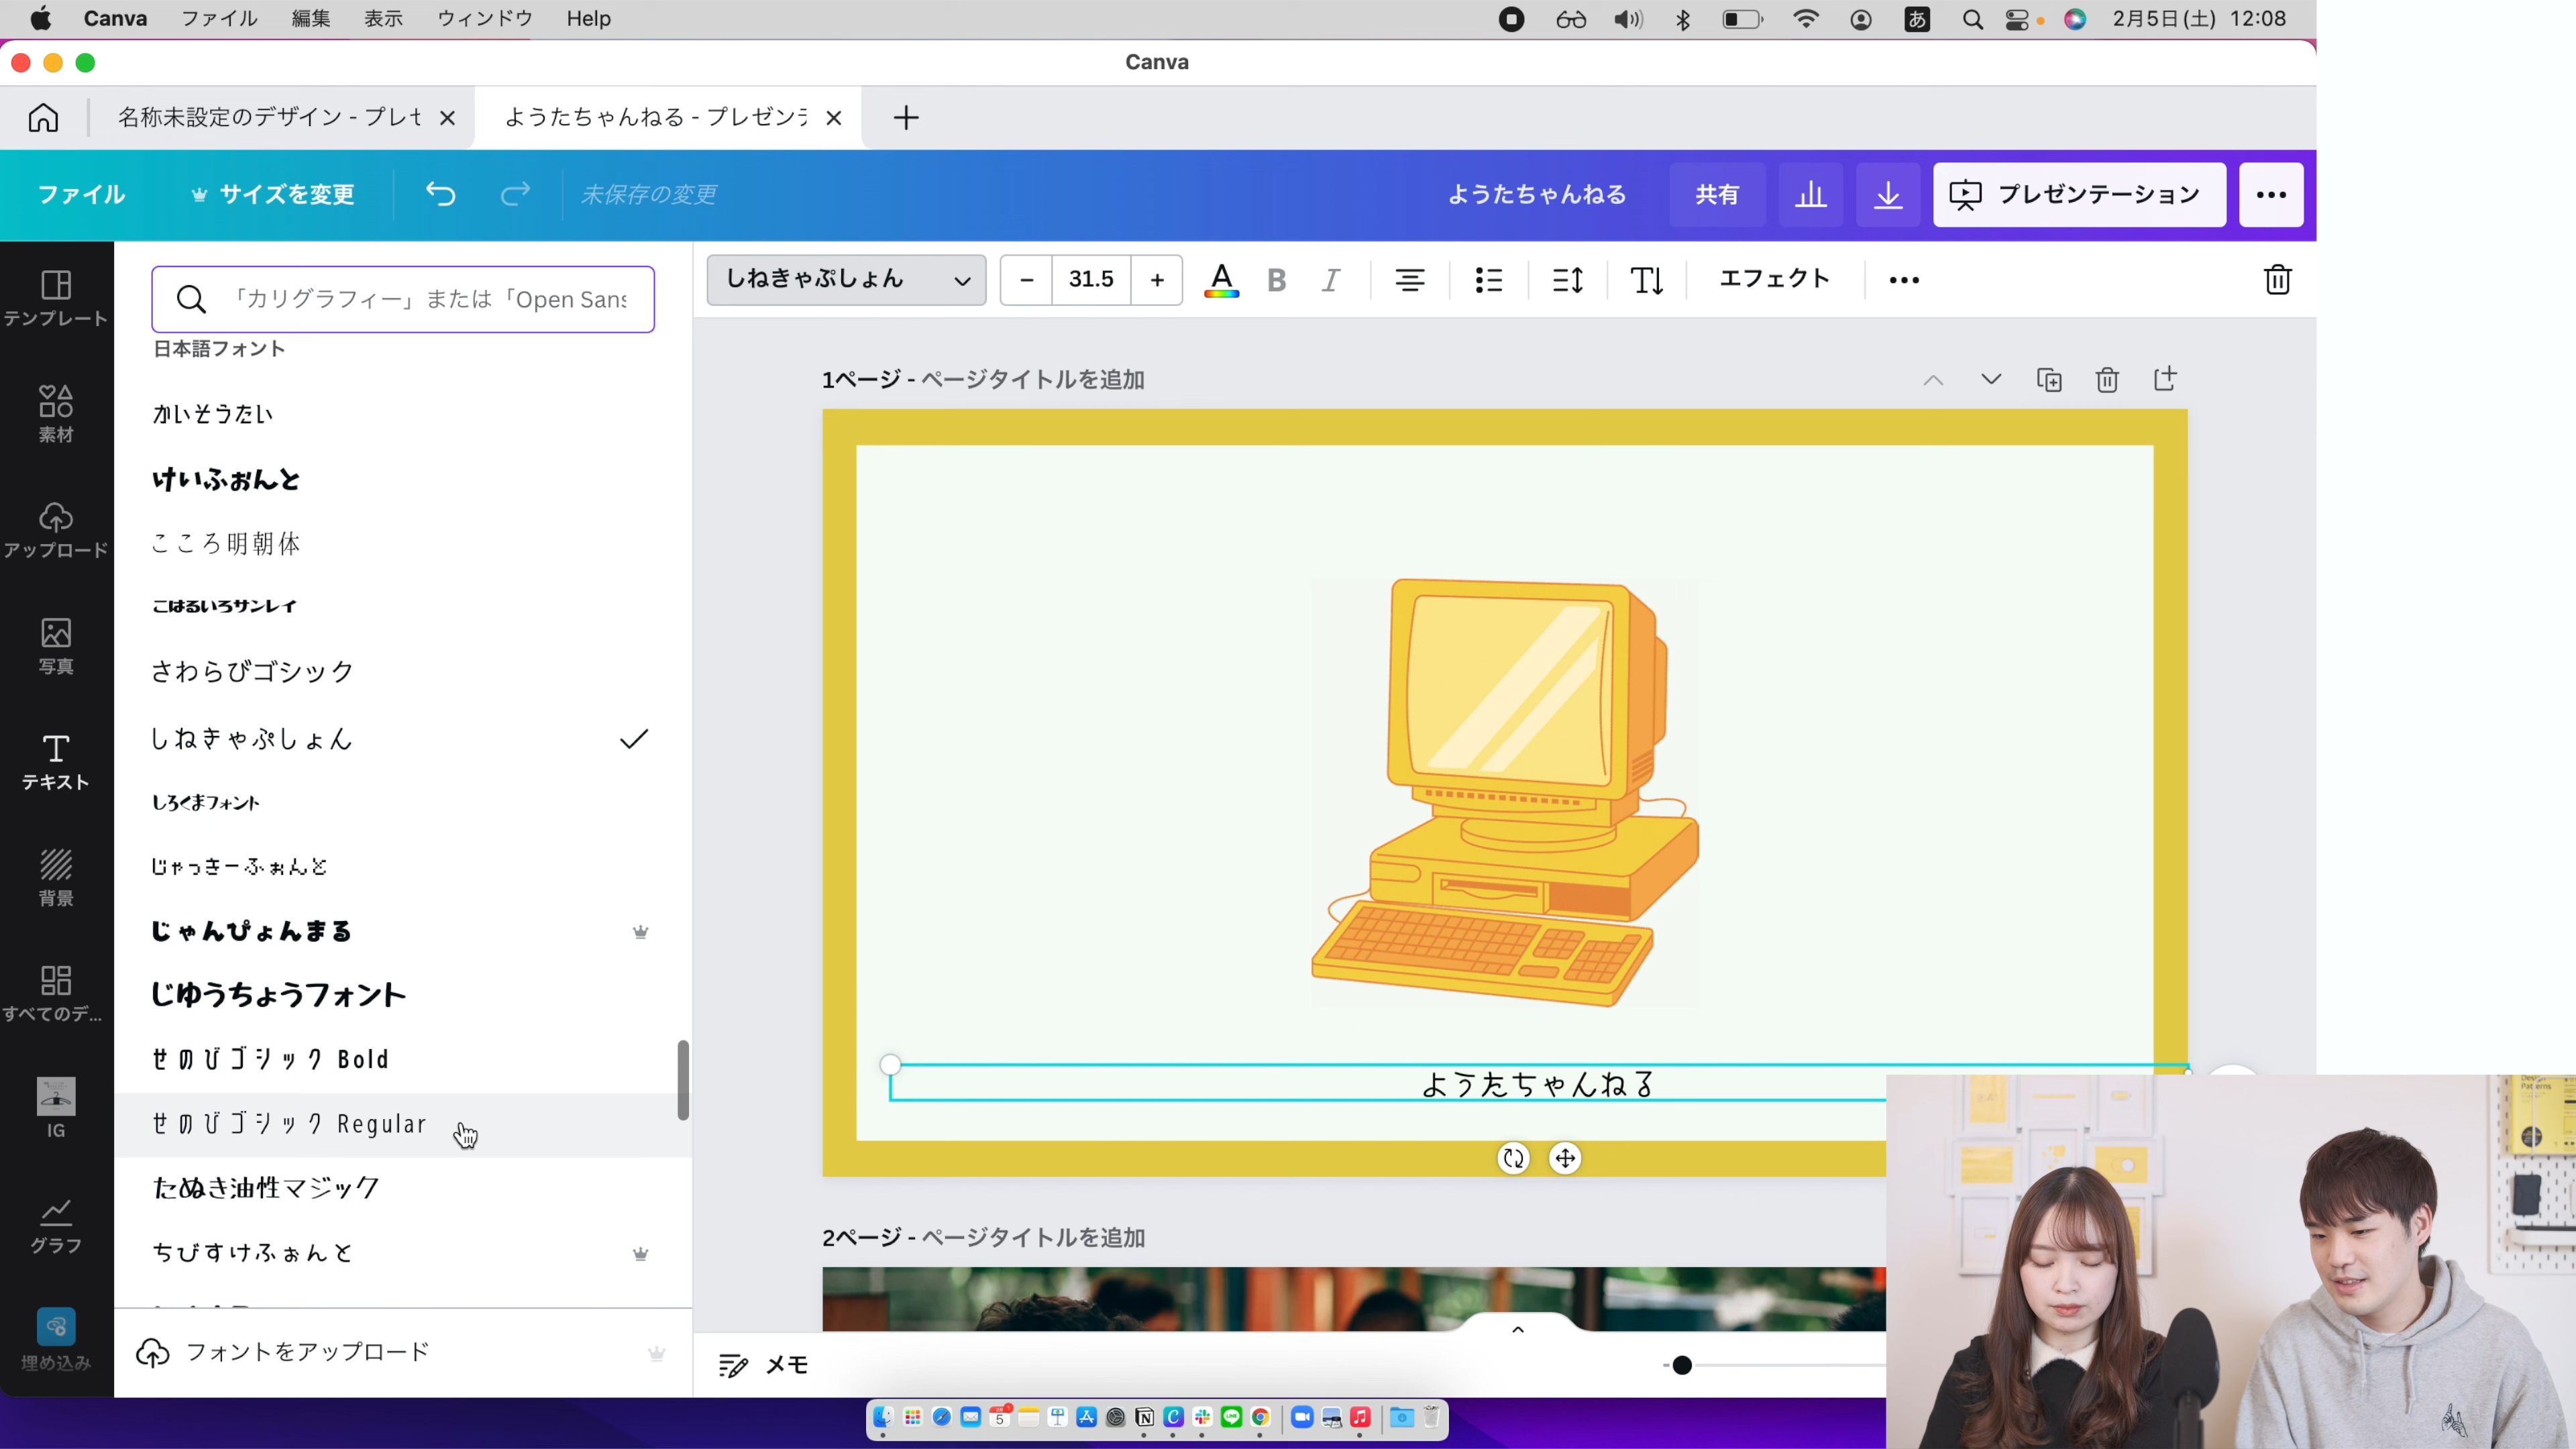 Canva ファイル 編集 表示 ウィンドウ Help
あ 2月5日(土) 12:08
Canva
名称未設定のデザイン - プレゼ
ようたちゃんねる - プレゼンテ
ファイル サイズを変更 未保存の変更
ようたちゃんねる 共有 プレゼンテーション
「カリグラフィー」または「Open Sans
しねきゃぷしょん 31.5 A B I エフェクト
テンプレート
素材
アップロード
写真
テキスト
背景
すべてのデ...
IG
グラフ
埋め込み
日本語フォント
かいそうたい
けいふぉんと
こころ明朝体
こはるいろサンレイ
さわらびゴシック
しねきゃぷしょん
しろくまフォント
じゃっきーふぉんと
じゃんぴょんまる
じゆうちょうフォント
せのびゴシック Bold
せのびゴシック Regular
たぬき油性マジック
ちびすけふぉんと
フォントをアップロード
1ページ - ページタイトルを追加
ようたちゃんねる
2ページ - ページタイトルを追加
メモ
5